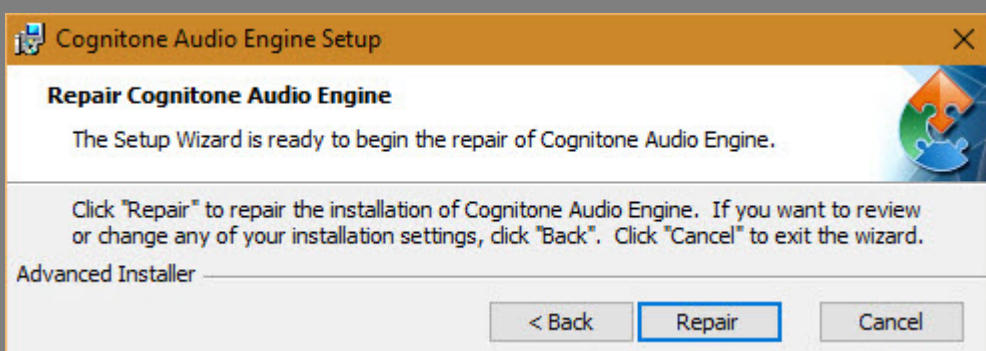 Cognitone Audio Engine Setup
Repair Cognitone Audio Engine
The Setup Wizard is ready to begin the repair of Cognitone Audio Engine.
Click "Repair" to repair the installation of Cognitone Audio Engine.  If you want to review
or change any of your installation settings, click "Back".  Click "Cancel" to exit the wizard.
Advanced Installer
< Back
Repair
Cancel